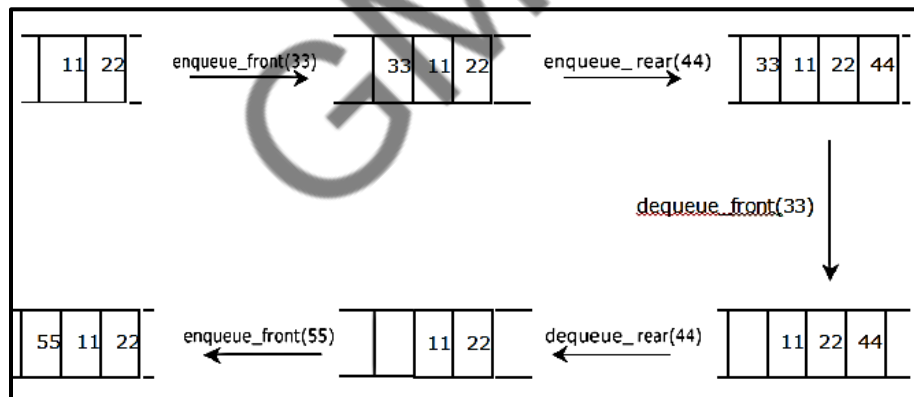 11 22 enqueue_front(33) 33 11 22 enqueue_rear(44) 33 11 22 44
dequeue_front(33)
55 11 22 enqueue_front(55) 11 22 dequeue_rear(44) 11 22 44